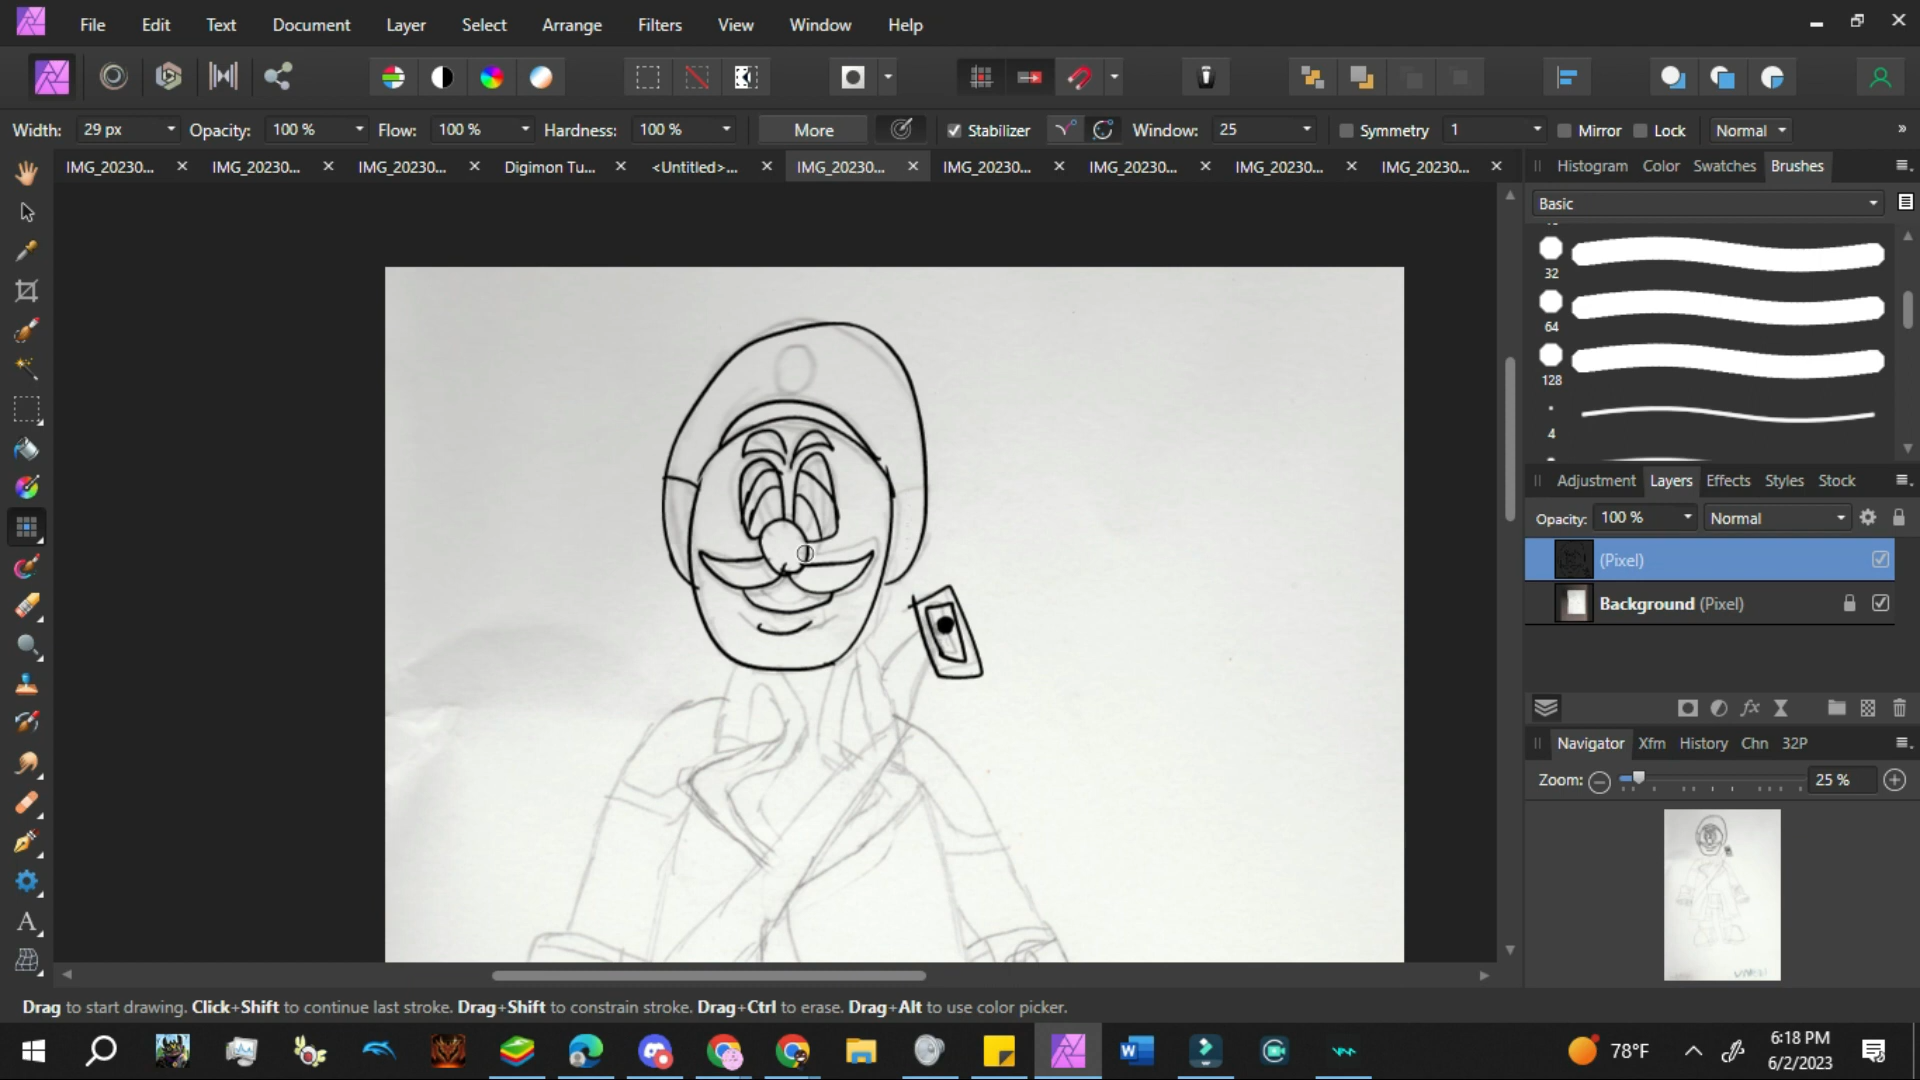 File Edit Text Document Layer Select Arrange Filters View Window Help
Width: 29 px Opacity: 100 % Flow: 100 % Hardness: 100 % More Stabilizer Window: 25 Symmetry 1 Mirror Lock Normal »
IMG_20230... IMG_20230... IMG_20230... Digimon Tu... <Untitled>... IMG_20230... IMG_20230... IMG_20230... IMG_20230... IMG_20230...
Histogram Color Swatches Brushes
Basic
32
64
128
4
Adjustment Layers Effects Styles Stock
Opacity: 100 % Normal
(Pixel)
Background (Pixel)
Navigator Xfm History Chn 32P
Zoom: 25 %
Drag to start drawing. Click+Shift to continue last stroke. Drag+Shift to constrain stroke. Drag+Ctrl to erase. Drag+Alt to use color picker.
78°F
6:18 PM
6/2/2023